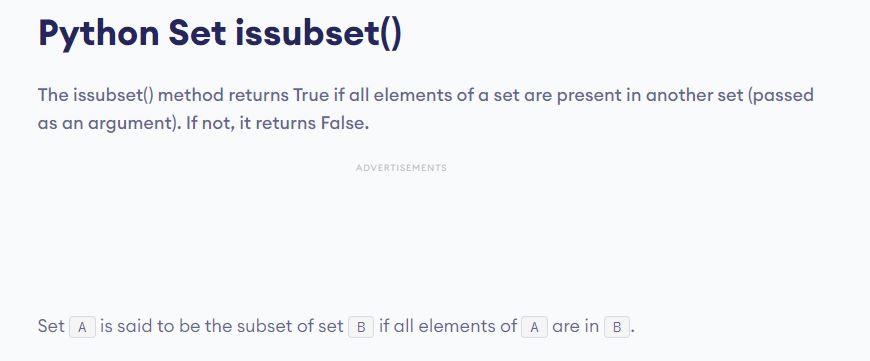 Python Set issubset()
The issubset() method returns True if all elements of a set are present in another set (passed
as an argument). If not, it returns False.
ADVERTISEMENTS
Set A is said to be the subset of set B if all elements of A are in B.